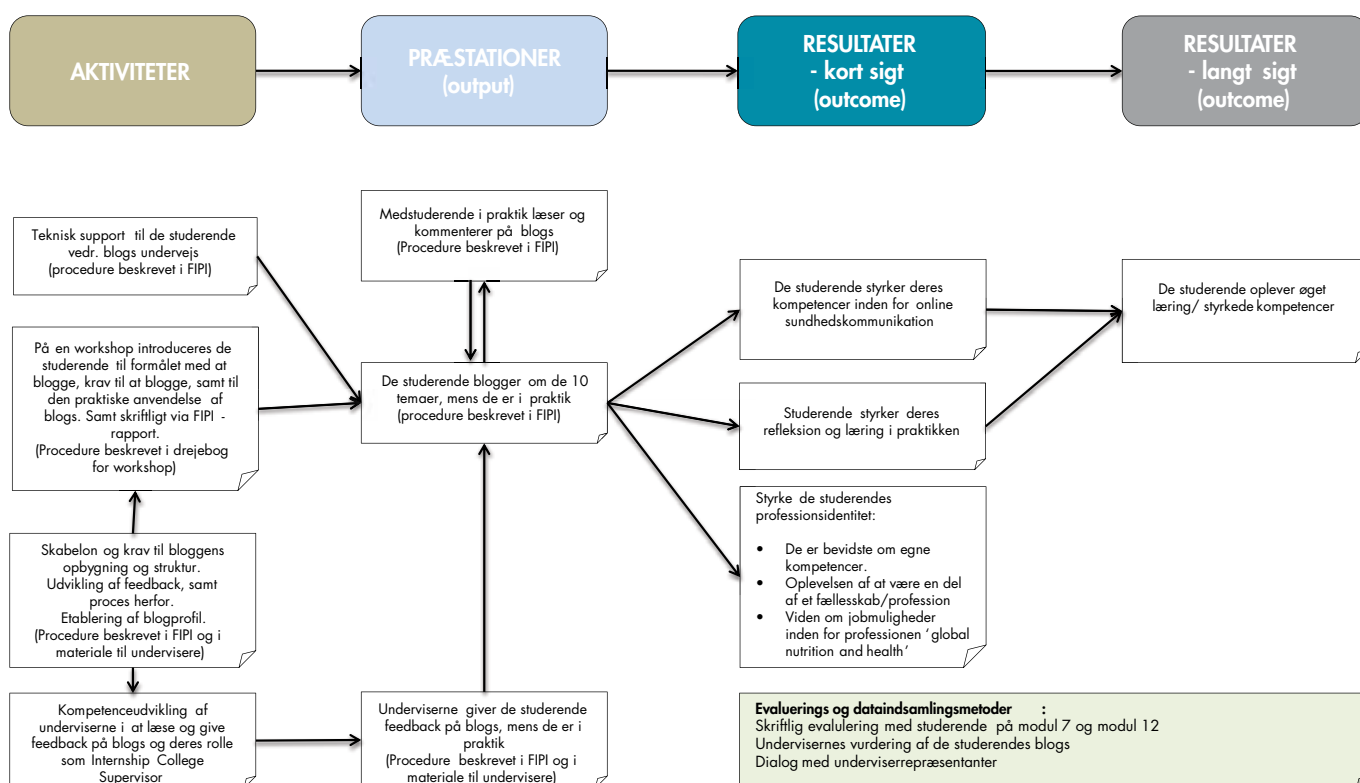 AKTIVITETER
PRÆSTATIONER
(output)
RESULTATER
- kort sigt
(outcome)
RESULTATER
- langt sigt
(outcome)
Teknisk support til de studerende
vedr. blogs undervejs
(procedure beskrevet i FIPI)
På en workshop introduceres de
studerende til formålet med at
blogge, krav til at blogge, samt til
den praktiske anvendelse af
blogs. Samt skriftligt via FIPI -
rapport.
(Procedure beskrevet i drejebog
for workshop)
Skabelon og krav til bloggens
opbygning og struktur.
Udvikling af feedback, samt
proces herfor.
Etablering af blogprofil.
(Procedure beskrevet i FIPI og i
materiale til undervisere)
Kompetenceudvikling af
underviserne i at læse og give
feedback på blogs og deres rolle
som Internship College
Supervisor
Medstuderende i praktik læser og
kommenterer på blogs
(Procedure beskrevet i FIPI)
De studerende blogger om de 10
temaer, mens de er i praktik
(procedure beskrevet i FIPI)
Underviserne giver de studerende
feedback på blogs, mens de er i
praktik
(Procedure beskrevet i FIPI og i
materiale til undervisere)
De studerende styrker deres
kompetencer inden for online
sundhedskommunikation
Studerende styrker deres
refleksion og læring i praktikken
Styrke de studerendes
professionsidentitet:
• De er bevidste om egne
kompetencer.
• Oplevelsen af at være en del
af et fællesskab/profession
• Viden om jobmuligheder
inden for professionen ‘global
nutrition and health’
De studerende oplever øget
læring/ styrkede kompetencer
Evaluerings og dataindsamlingsmetoder :
Skriftlig evaluering med studerende på modul 7 og modul 12
Undervisernes vurdering af de studerendes blogs
Dialog med underviserrepræsentanter